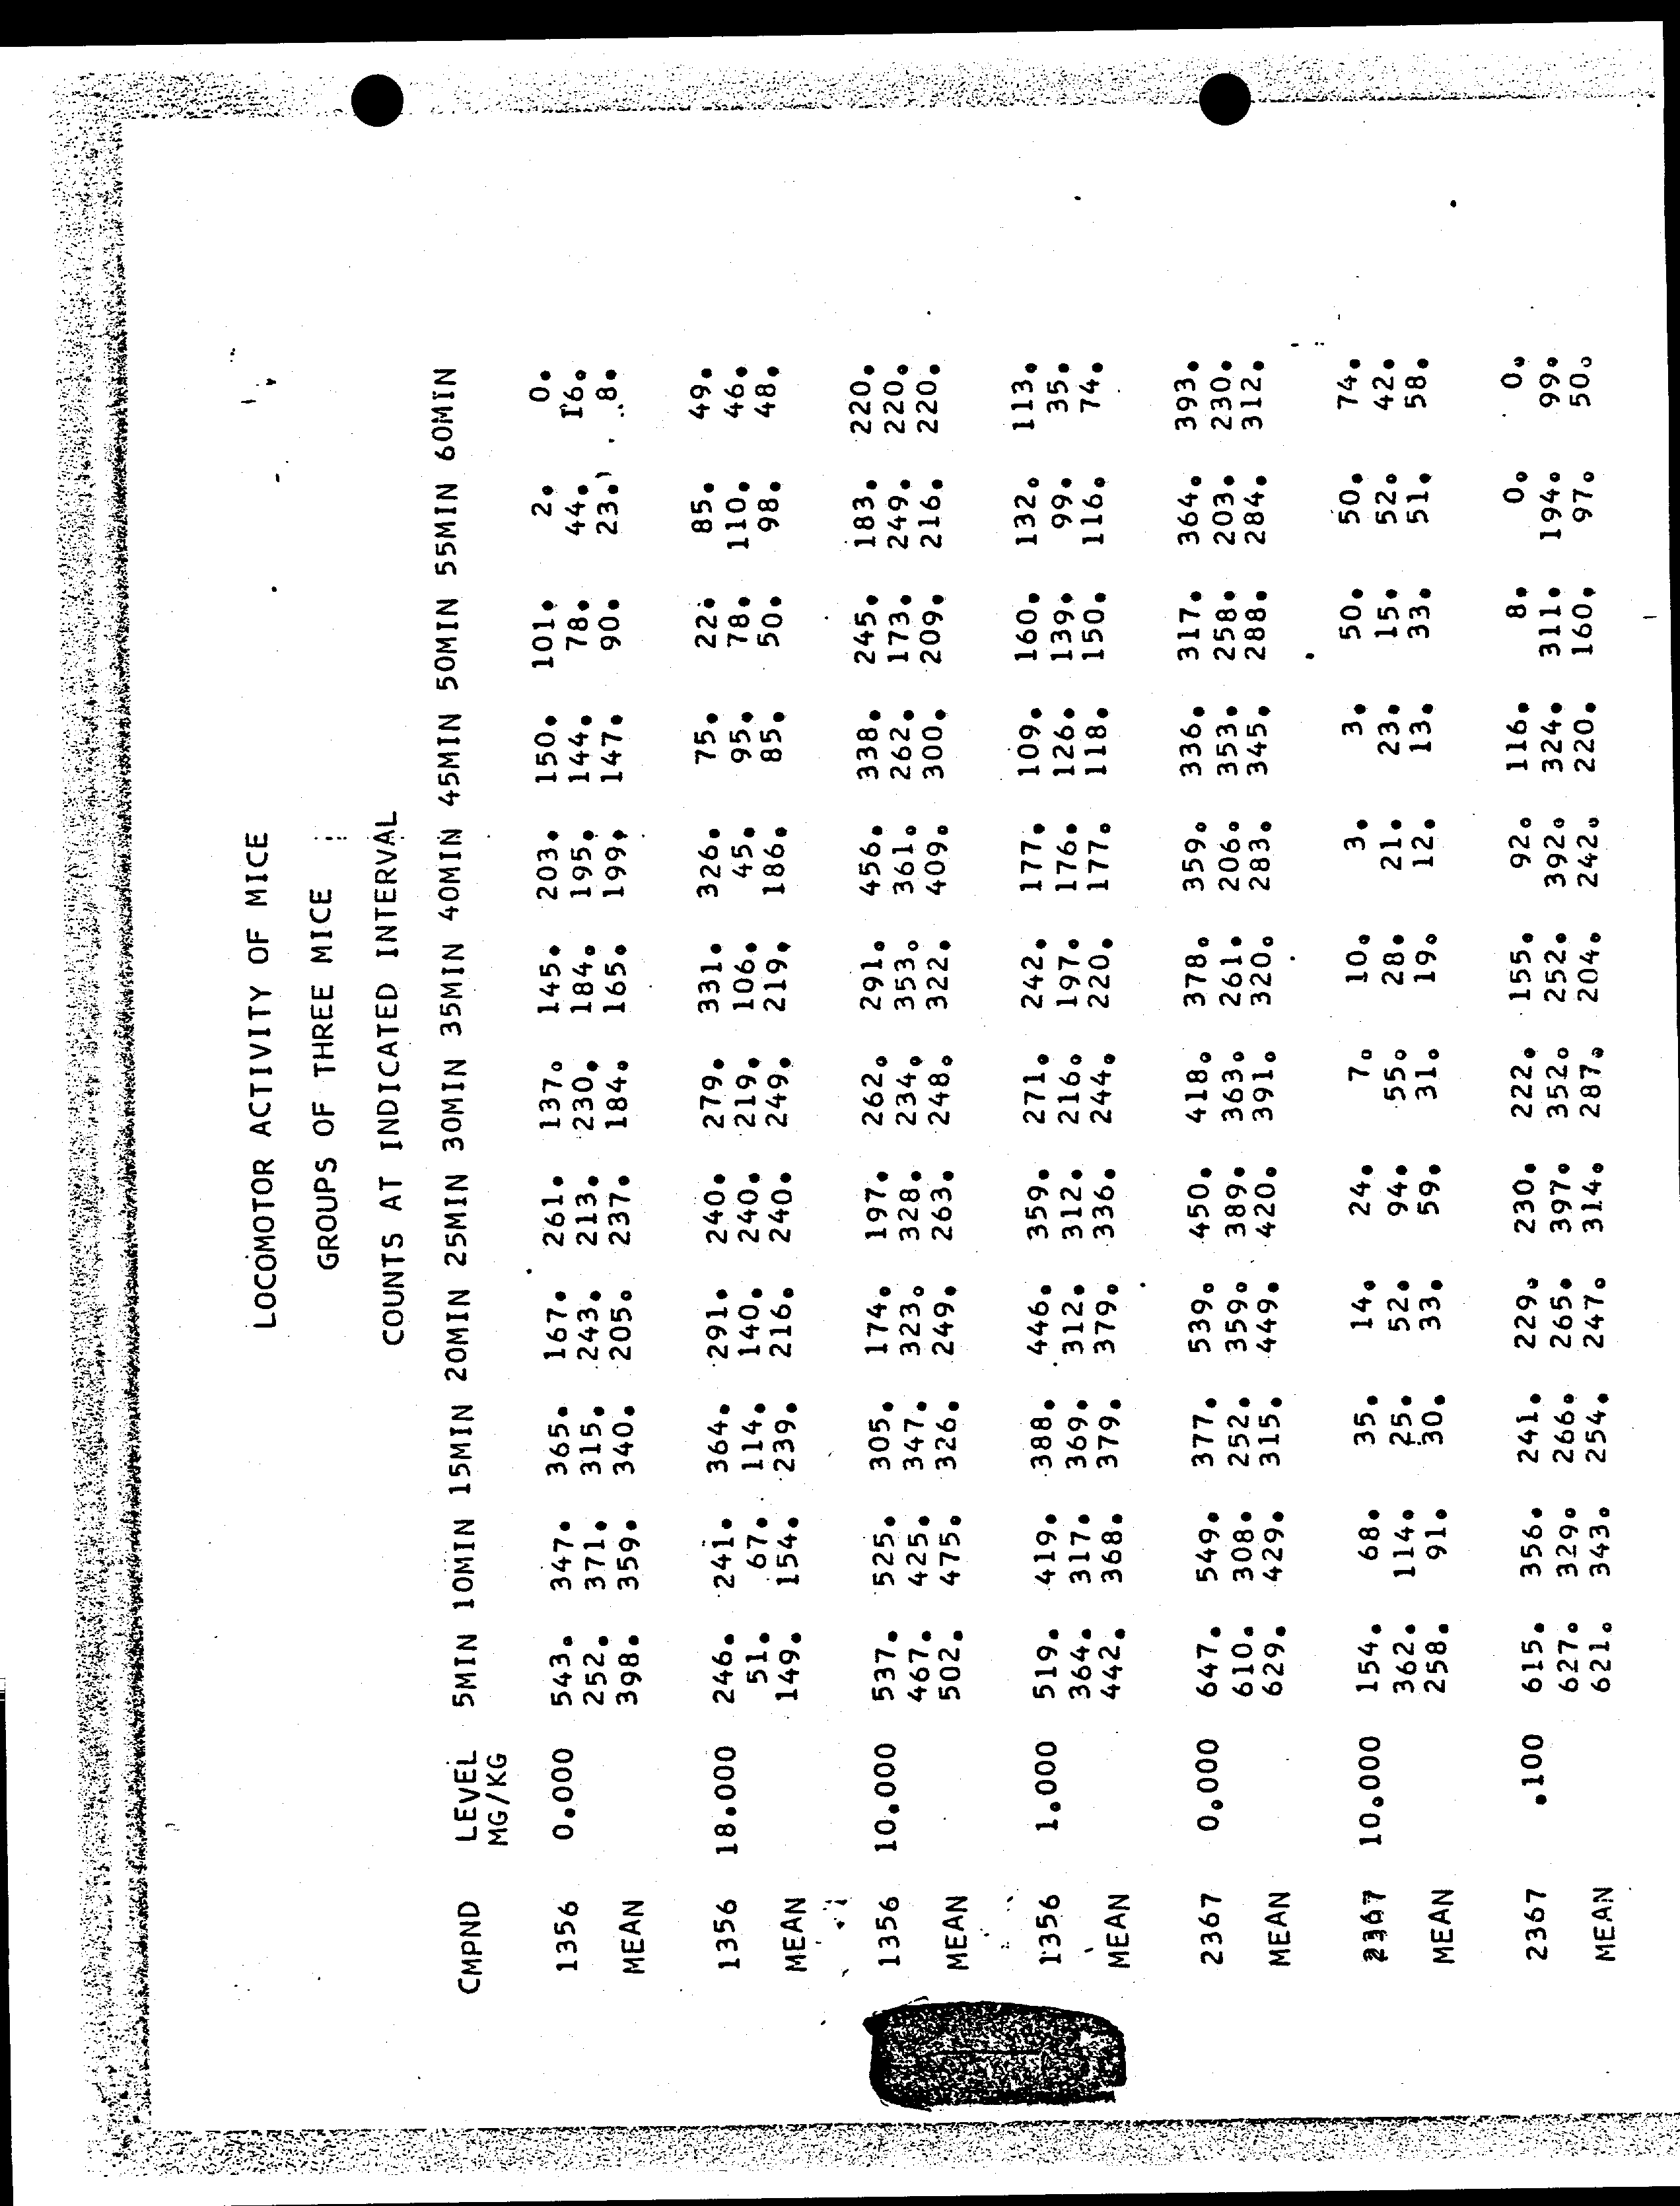 LOCOMOTOR ACTIVITY OF MICE
GROUPS OF THREE MICE
COUNTS AT INDICATED INTERVAL
CMPND LEVEL 5MIN 10MIN 15MIN 20MIN 25MIN 30MIN 35MIN 40MIN 45MIN 50MIN 55MIN 60MIN
MG/KG
1356 0.000 543. 347. 365. 167. 261. 137. 145. 203. 150. 101. 2. 0.
252. 371. 315. 243. 213. 230. 184. 195. 144. 78. 44. 16.
MEAN 398. 359. 340. 205. 237. 184. 165. 199. 147. 90. 23. 8.
1356 18.000 246. 241. 364. 291. 240. 279. 331. 326. 75. 22. 85. 49.
51. 67. 114. 140. 240. 219. 106. 45. 95. 78. 110. 46.
MEAN 149. 154. 239. 216. 240. 249. 219. 186. 85. 50. 98. 48.
1356 10.000 537. 525. 305. 174. 197. 262. 291. 456. 338. 245. 183. 220.
467. 425. 347. 323. 328. 234. 353. 361. 262. 173. 249. 220.
MEAN 502. 475. 326. 249. 263. 248. 322. 409. 300. 209. 216. 220.
1356 1.000 519. 419. 388. 446. 359. 271. 242. 177. 109. 160. 132. 113.
364. 317. 369. 312. 312. 216. 197. 176. 126. 139. 99. 35.
MEAN 442. 368. 379. 379. 336. 244. 220. 177. 118. 150. 116. 74.
2367 0.000 647. 549. 377. 539. 450. 418. 378. 359. 336. 317. 364. 393.
610. 308. 252. 359. 389. 363. 261. 206. 353. 258. 203. 230.
MEAN 629. 429. 315. 449. 420. 391. 320. 283. 345. 288. 284. 312.
2367 10.000 154. 68. 35. 14. 24. 7. 10. 3. 3. 50. 50. 74.
362. 114. 25. 52. 94. 55. 28. 21. 23. 15. 52. 42.
MEAN 258. 91. 30. 33. 59. 31. 19. 12. 13. 33. 51. 58.
2367 .100 615. 356. 241. 229. 230. 222. 155. 92. 116. 8. 0. 0.
627. 329. 266. 265. 397. 352. 252. 392. 324. 311. 194. 99.
MEAN 621. 343. 254. 247. 314. 287. 204. 242. 220. 160. 97. 50.